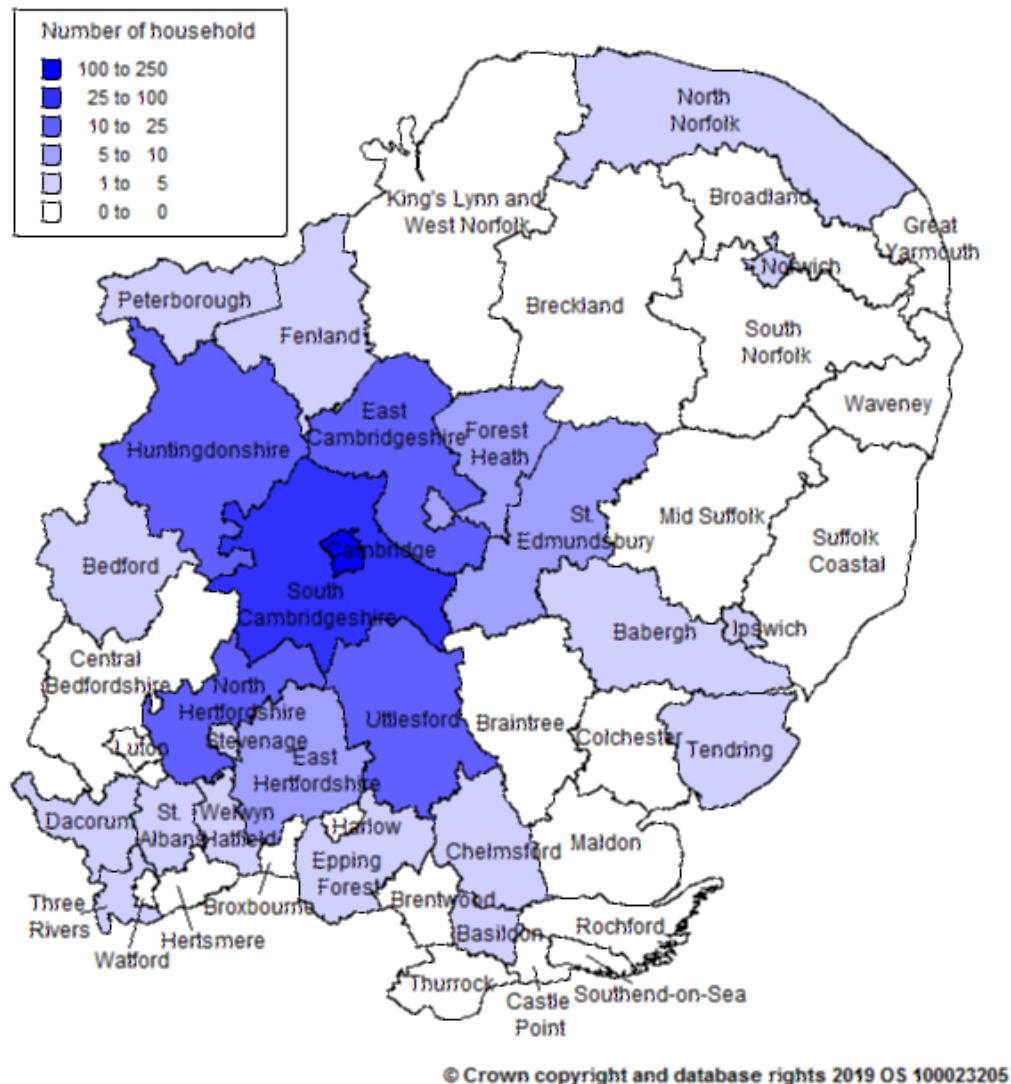 Number of household
100 to 250
25 to 100
10 to 25
5 to 10
1 to 5
0 to 0
North
Norfolk
King's Lynn and
West Norfolk
Broadland
Great
Yarmouth
Norwich
Peterborough
Fenland
Breckland
South
Norfolk
Waveney
East
Cambridgeshire
Forest
Heath
Huntingdonshire
St.
Edmundsbury
Mid Suffolk
Suffolk
Coastal
Cambridge
Bedford
South
Cambridgeshire
Babergh
Ipswich
Central
Bedfordshire
North
Hertfordshire
Uttlesford
Braintree
Colchester
Tendring
Luton
Stevenage
East
Hertfordshire
Dacorum
St.
Albans
Welwyn
Hatfield
Harlow
Epping
Forest
Chelmsford
Maldon
Three
Rivers
Watford
Hertsmere
Broxbourne
Brentwood
Basildon
Rochford
Thurrock
Castle
Point
Southend-on-Sea
© Crown copyright and database rights 2019 OS 100023205